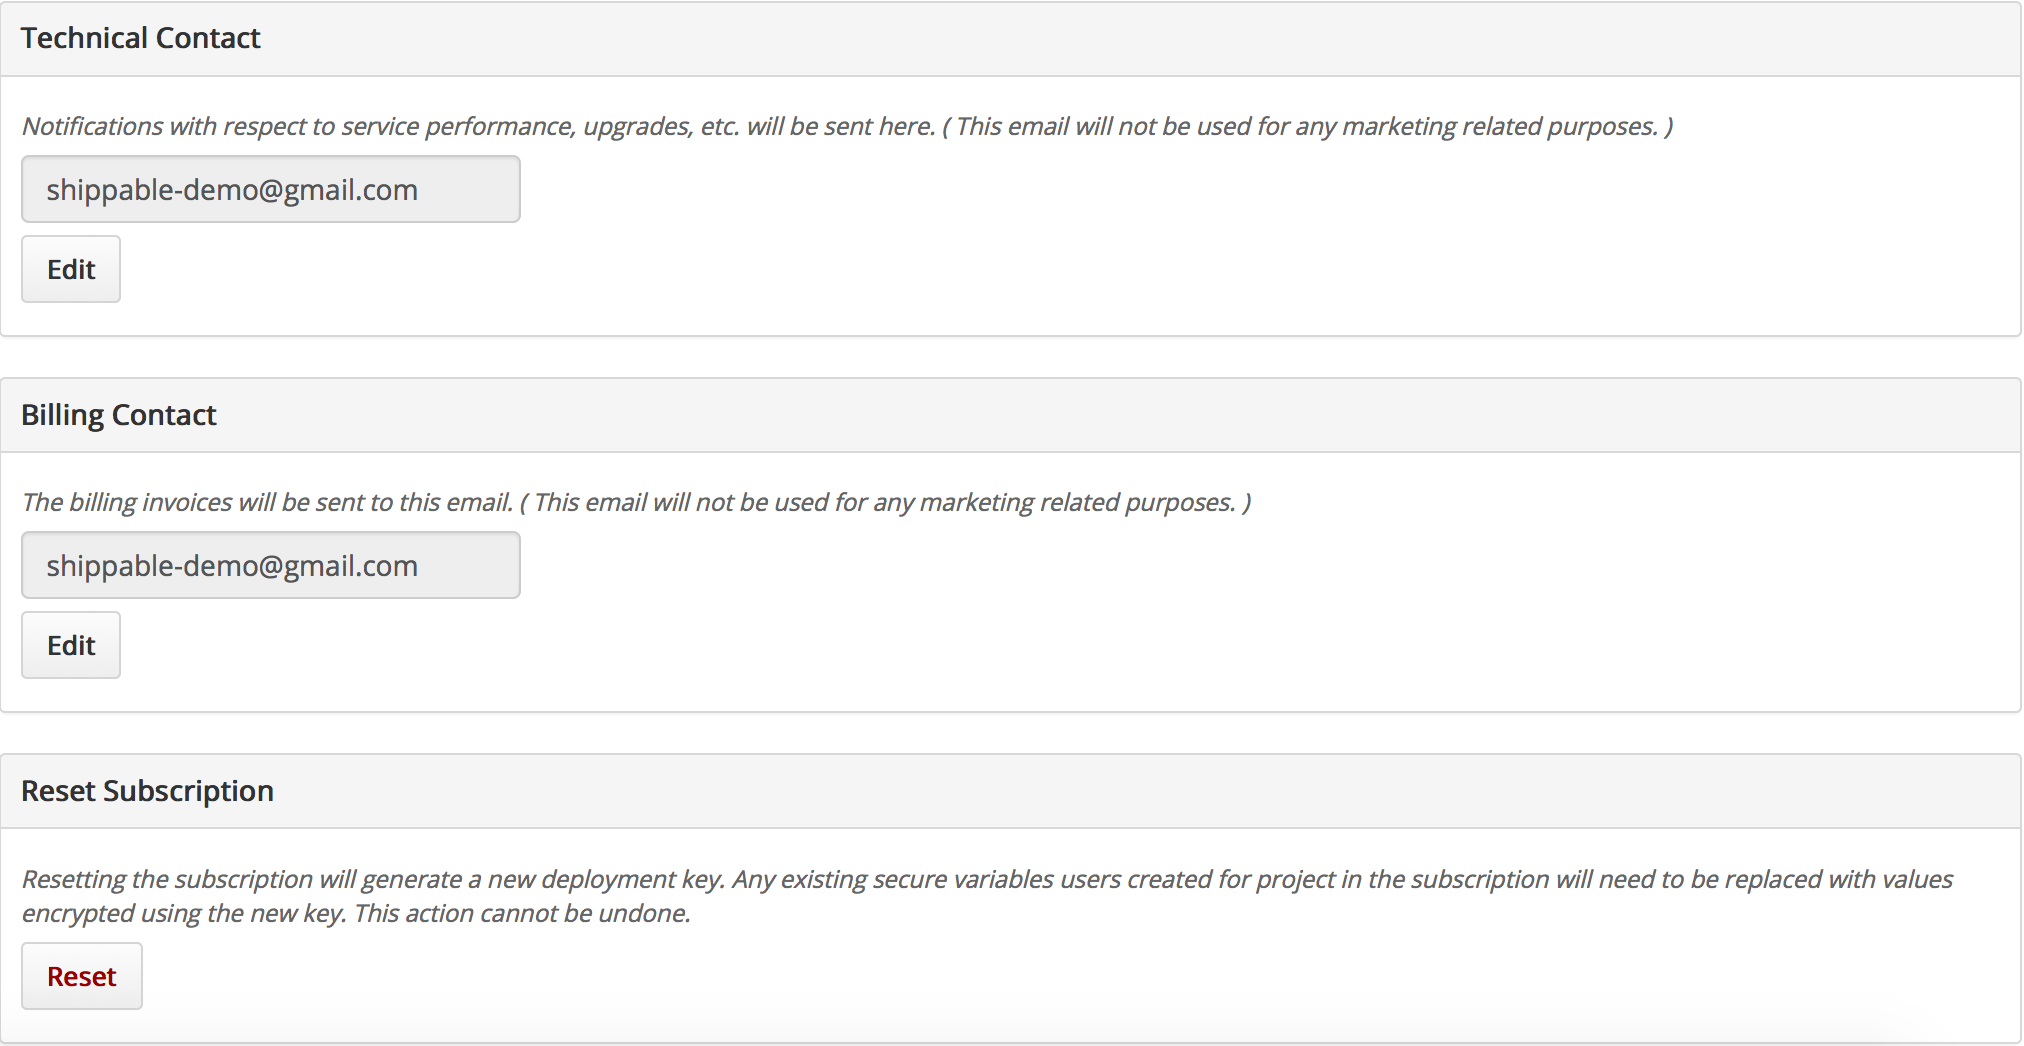 Technical Contact
Notifications with respect to service performance, upgrades, etc. will be sent here. ( This email will not be used for any marketing related purposes. )
shippable-demo@gmail.com
Edit
Billing Contact
The billing invoices will be sent to this email. ( This email will not be used for any marketing related purposes. )
shippable-demo@gmail.com
Edit
Reset Subscription
Resetting the subscription will generate a new deployment key. Any existing secure variables users created for project in the subscription will need to be replaced with values
encrypted using the new key. This action cannot be undone.
Reset